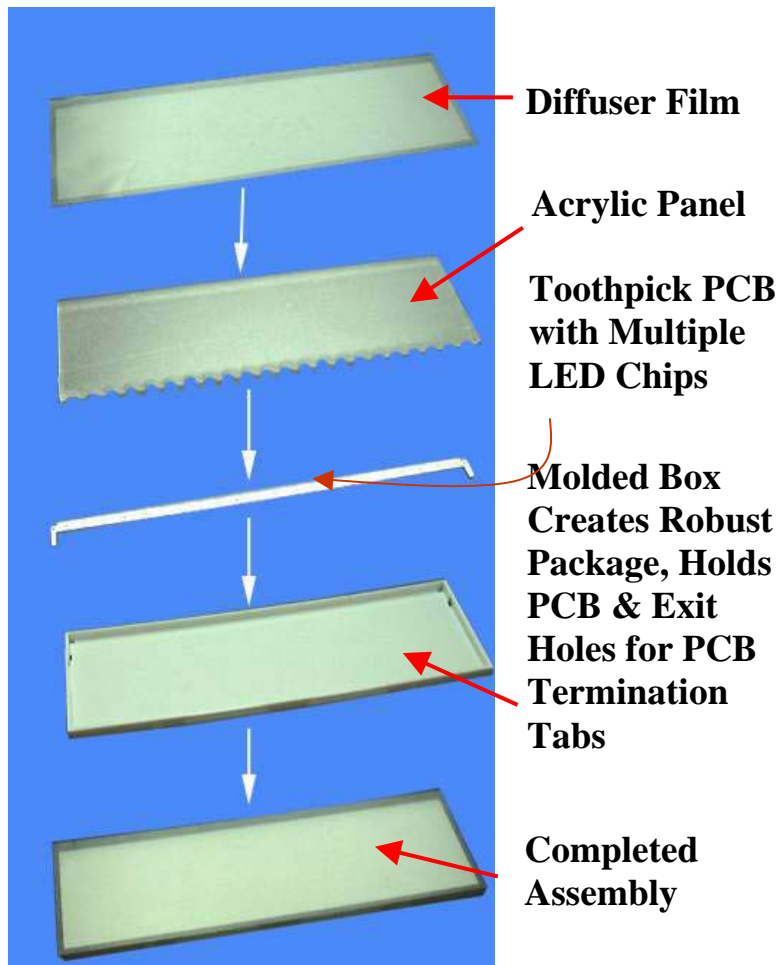 Diffuser Film
Acrylic Panel
Toothpick PCB
with Multiple
LED Chips
Molded Box
Creates Robust
Package, Holds
PCB & Exit
Holes for PCB
Termination
Tabs
Completed
Assembly